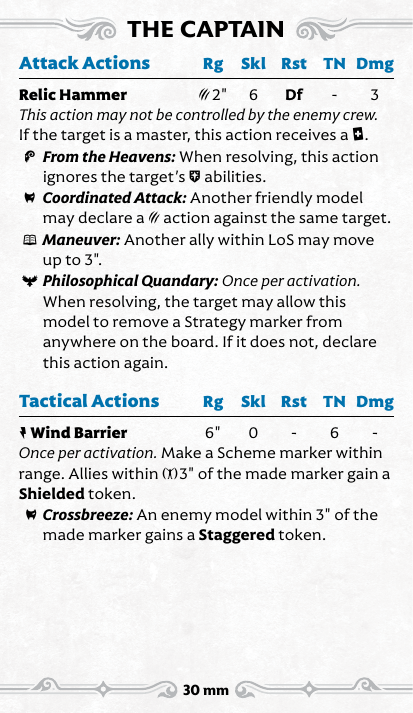 THE CAPTAIN
Attack Actions Rg Skl Rst TN Dmg
Relic Hammer 2" 6 Df - 3
This action may not be controlled by the enemy crew.
If the target is a master, this action receives a .
From the Heavens: When resolving, this action
ignores the target's abilities.
Coordinated Attack: Another friendly model
may declare a action against the same target.
Maneuver: Another ally within LoS may move
up to 3".
Philosophical Quandary: Once per activation.
When resolving, the target may allow this
model to remove a Strategy marker from
anywhere on the board. If it does not, declare
this action again.
Tactical Actions Rg Skl Rst TN Dmg
Wind Barrier 6" 0 - 6 -
Once per activation. Make a Scheme marker within
range. Allies within 3" of the made marker gain a
Shielded token.
Crossbreeze: An enemy model within 3" of the
made marker gains a Staggered token.
30 mm